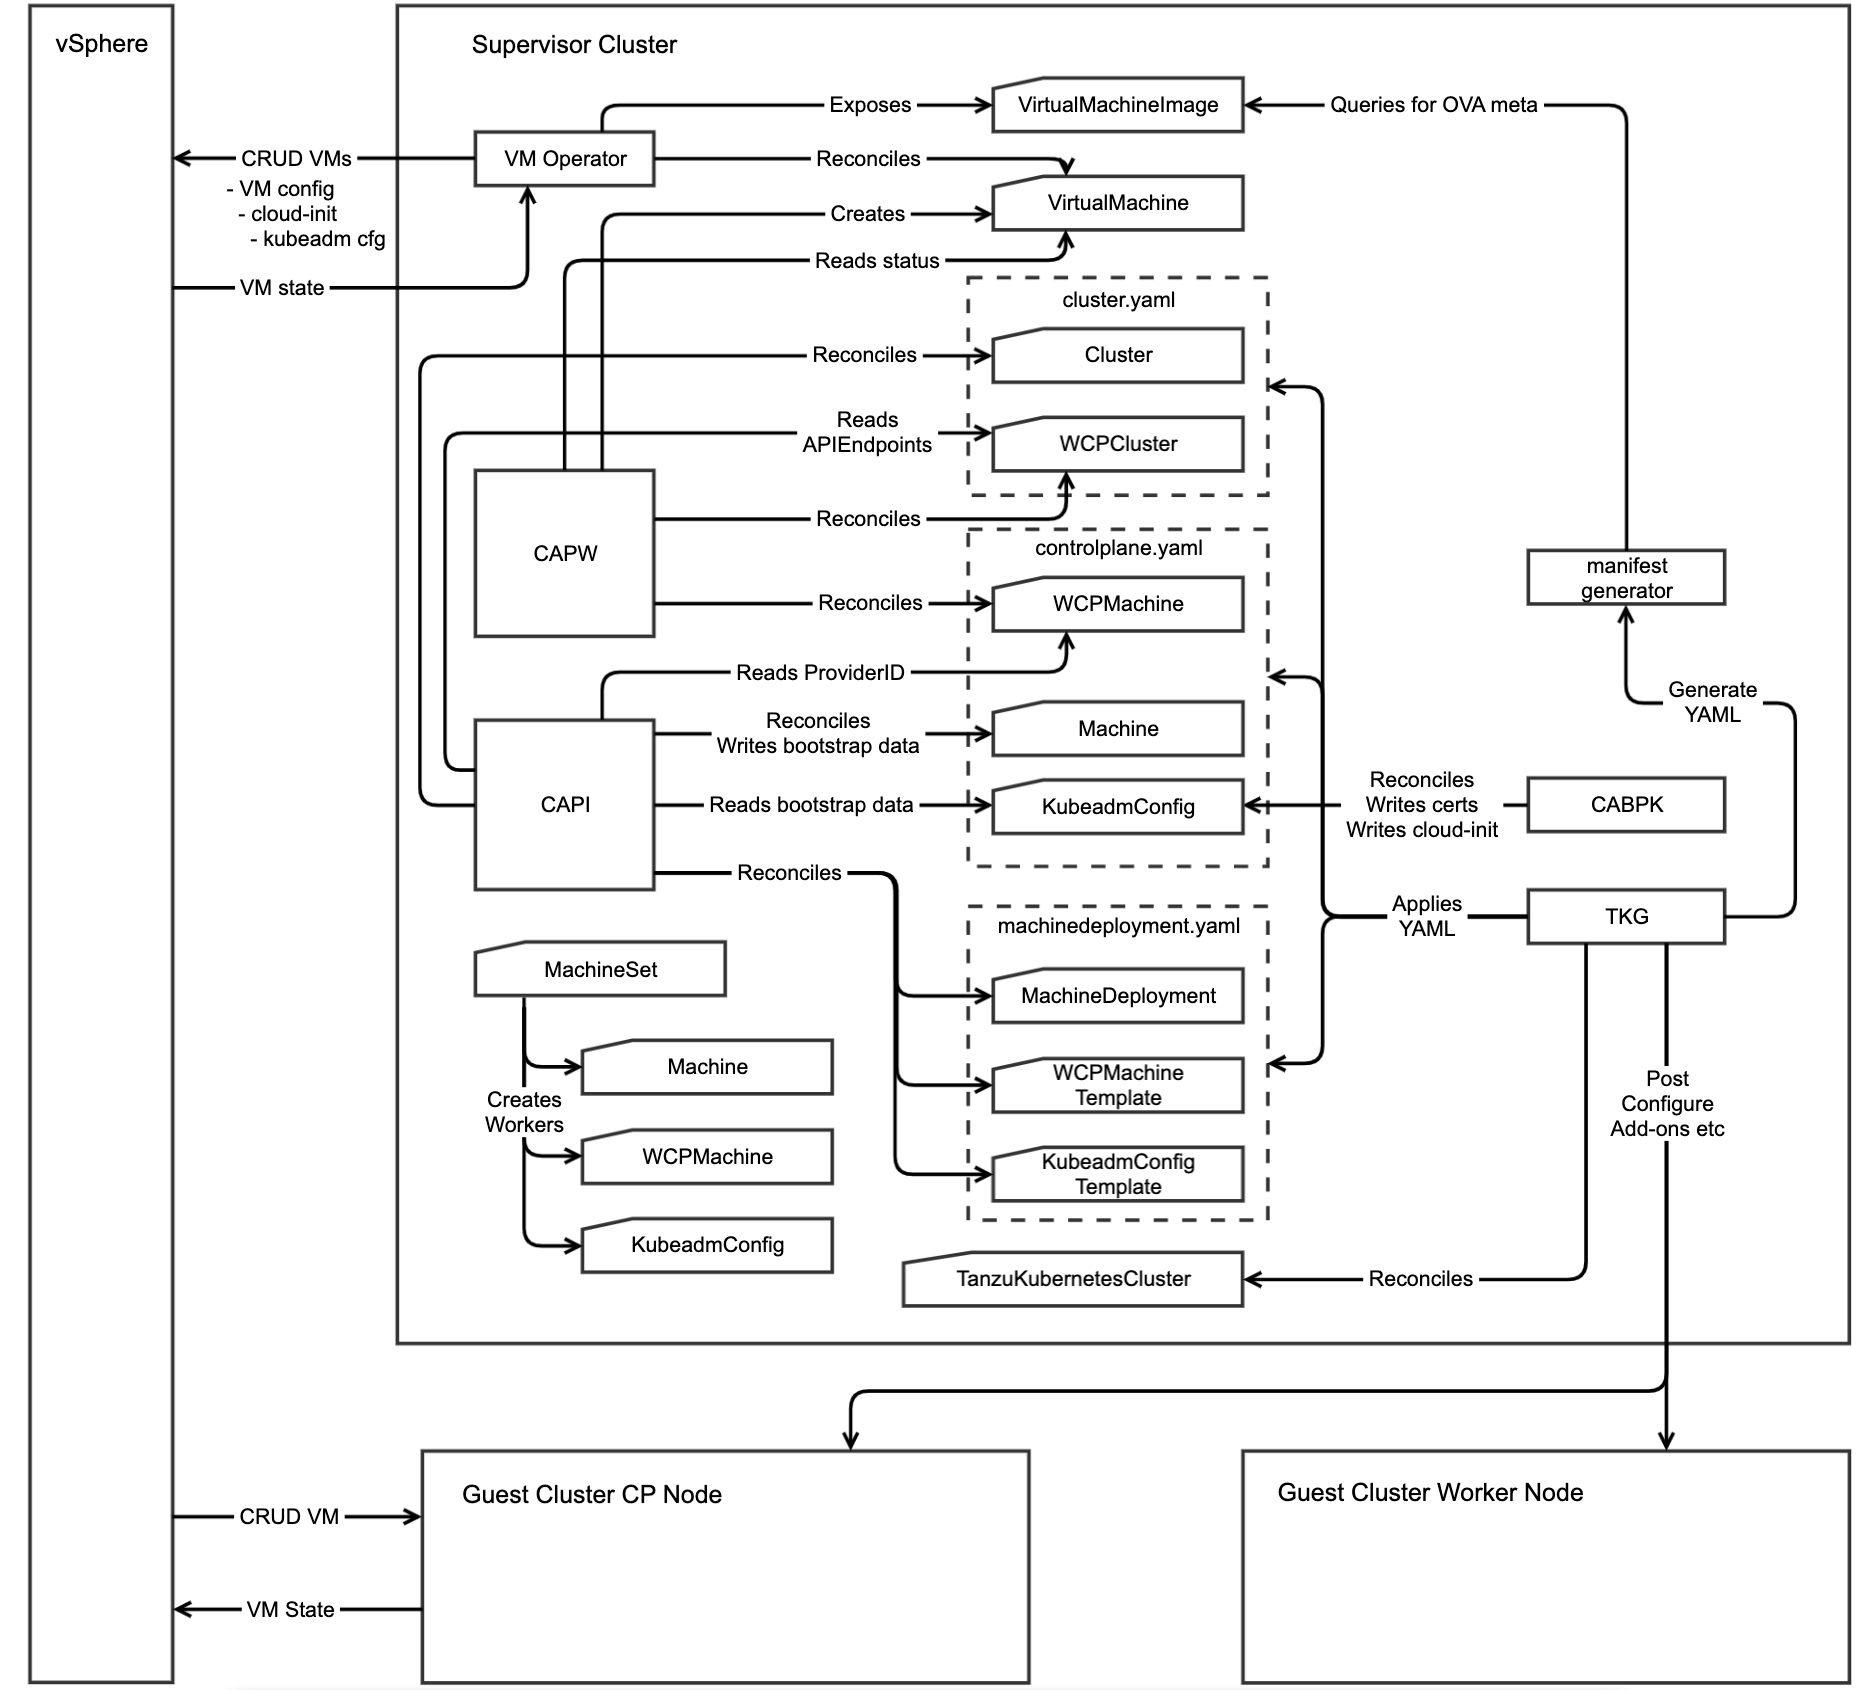 vSphere
Supervisor Cluster
Exposes
VirtualMachineImage
Queries for OVA meta
CRUD VMs
- VM config
- cloud-init
- kubeadm cfg
VM Operator
Reconciles
VirtualMachine
Creates
Reads status
VM state
cluster.yaml
Reconciles
Cluster
Reads
APIEndpoints
WCPCluster
CAPW
Reconciles
controlplane.yaml
Reconciles
WCPMachine
manifest
generator
Reads ProviderID
Generate
YAML
Reconciles
Writes bootstrap data
Machine
CAPI
Reads bootstrap data
KubeadmConfig
Reconciles
Writes certs
Writes cloud-init
CABPK
Reconciles
Applies
YAML
TKG
machinedeployment.yaml
MachineSet
MachineDeployment
Machine
WCPMachine
Template
Creates
Workers
Post
Configure
Add-ons etc
WCPMachine
KubeadmConfig
Template
KubeadmConfig
TanzuKubernetesCluster
Reconciles
Guest Cluster CP Node
Guest Cluster Worker Node
CRUD VM
VM State